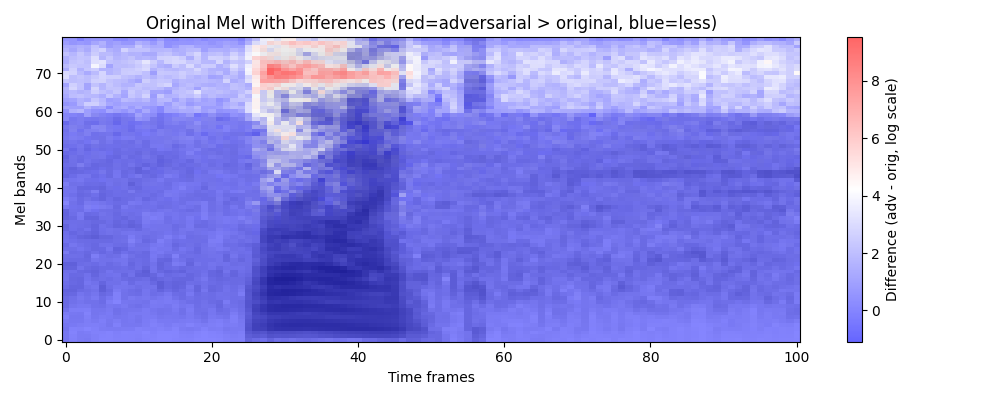 Original Mel with Differences (red=adversarial > original, blue=less)
Mel bands
70
60
50
40
30
20
10
0
0 20 40 60 80 100
Time frames
8
6
4
2
0
Difference (adv - orig, log scale)